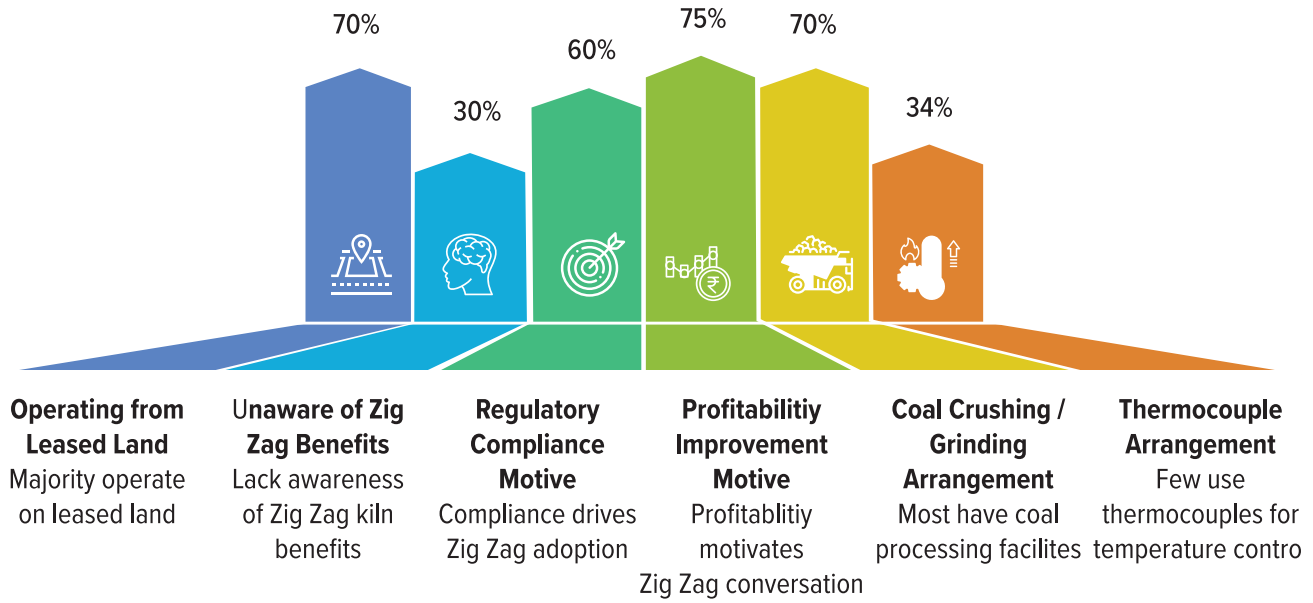 70%
30%
60%
75%
70%
34%
₹
Operating from
Leased Land
Majority operate
on leased land
Unaware of Zig
Zag Benefits
Lack awareness
of Zig Zag kiln
benefits
Regulatory
Compliance
Motive
Compliance drives
Zig Zag adoption
Profitabilitiy
Improvement
Motive
Profitablitiy
motivates
Zig Zag conversation
Coal Crushing /
Grinding
Arrangement
Most have coal
processing facilites
Thermocouple
Arrangement
Few use
thermocouples for
temperature contro